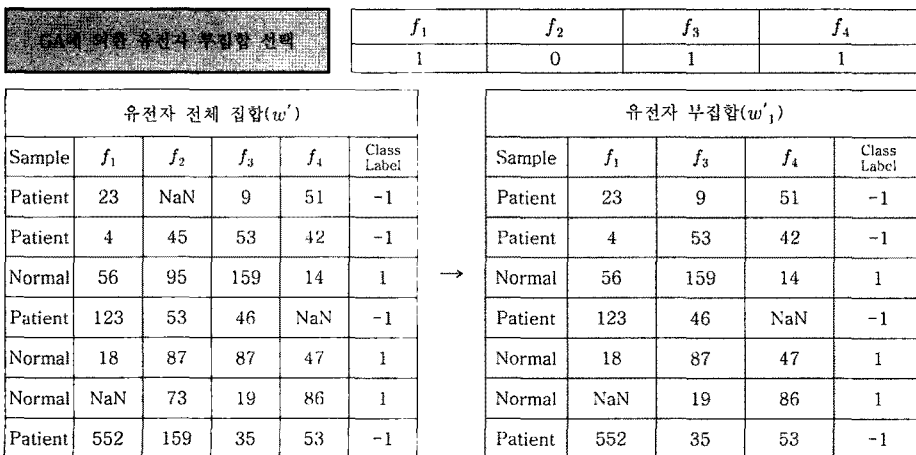 GA에 의한 유전자 부집합 선택
f₁ f₂ f₃ f₄
1 0 1 1
유전자 전체 집합(w′)
Sample f₁ f₂ f₃ f₄ Class Label
Patient 23 NaN 9 51 −1
Patient 4 45 53 42 −1
Normal 56 95 159 14 1
Patient 123 53 46 NaN −1
Normal 18 87 87 47 1
Normal NaN 73 19 86 1
Patient 552 159 35 53 −1
→
유전자 부집합(w′₁)
Sample f₁ f₃ f₄ Class Label
Patient 23 9 51 −1
Patient 4 53 42 −1
Normal 56 159 14 1
Patient 123 46 NaN −1
Normal 18 87 47 1
Normal NaN 19 86 1
Patient 552 35 53 −1